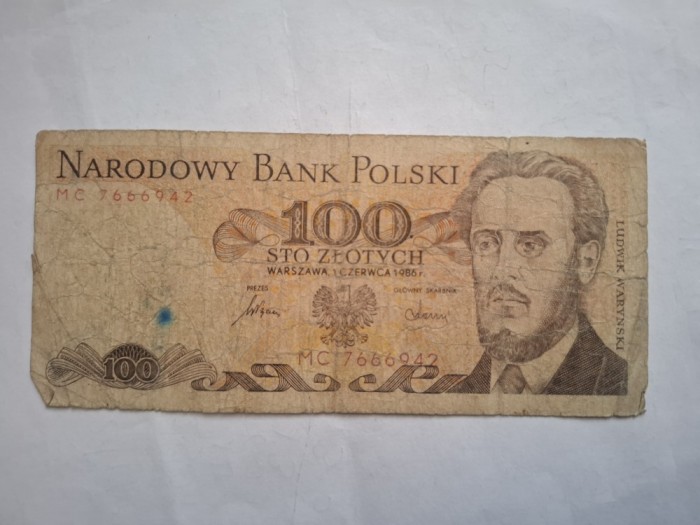 NARODOWY BANK POLSKI
MC 7666942
100
STO ZŁOTYCH
WARSZAWA, 1 CZERWCA 1986 r.
PREZES
GŁÓWNY SKARBNIK
MC 7666942
100
LUDWIK WARYŃSKI